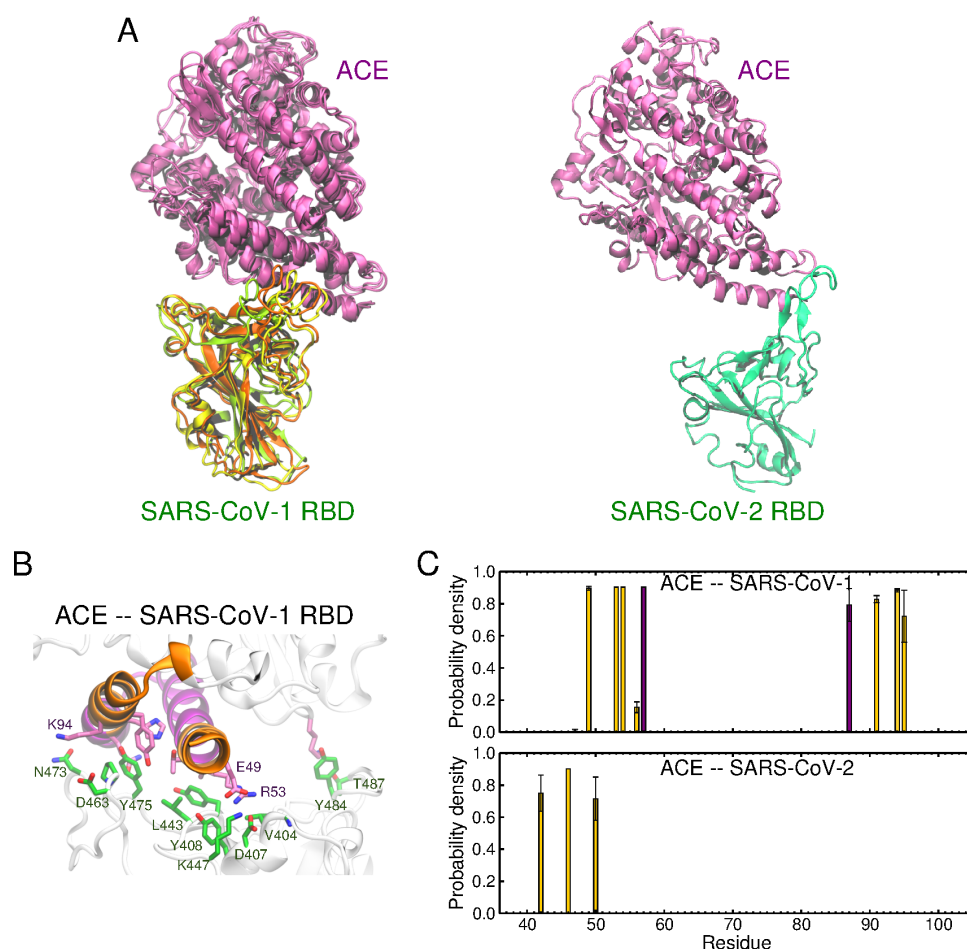 A
ACE
ACE
SARS-CoV-1 RBD
SARS-CoV-2 RBD
B
ACE -- SARS-CoV-1 RBD
K94
N473
D463
Y475
L443
Y408
K447
D407
V404
E49
R53
T487
Y484
C
ACE -- SARS-CoV-1
Probability density
1.0
0.8
0.6
0.4
0.2
0.0
ACE -- SARS-CoV-2
Probability density
1.0
0.8
0.6
0.4
0.2
0.0
40 50 60 70 80 90 100
Residue